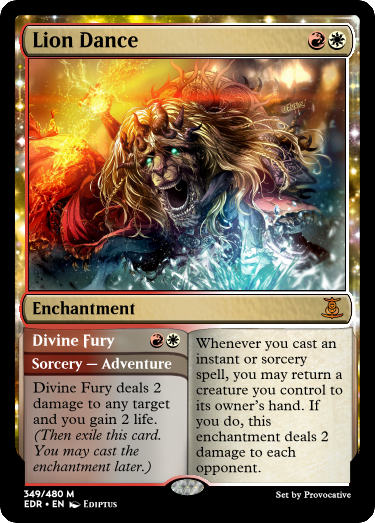 Lion Dance
Enchantment
Divine Fury
Sorcery — Adventure
Divine Fury deals 2
damage to any target
and you gain 2 life.
(Then exile this card.
You may cast the
enchantment later.)
Whenever you cast an
instant or sorcery
spell, you may return a
creature you control to
its owner's hand. If
you do, this
enchantment deals 2
damage to each
opponent.
349/480 M
EDR • EN EDIPTUS
Set by Provocative